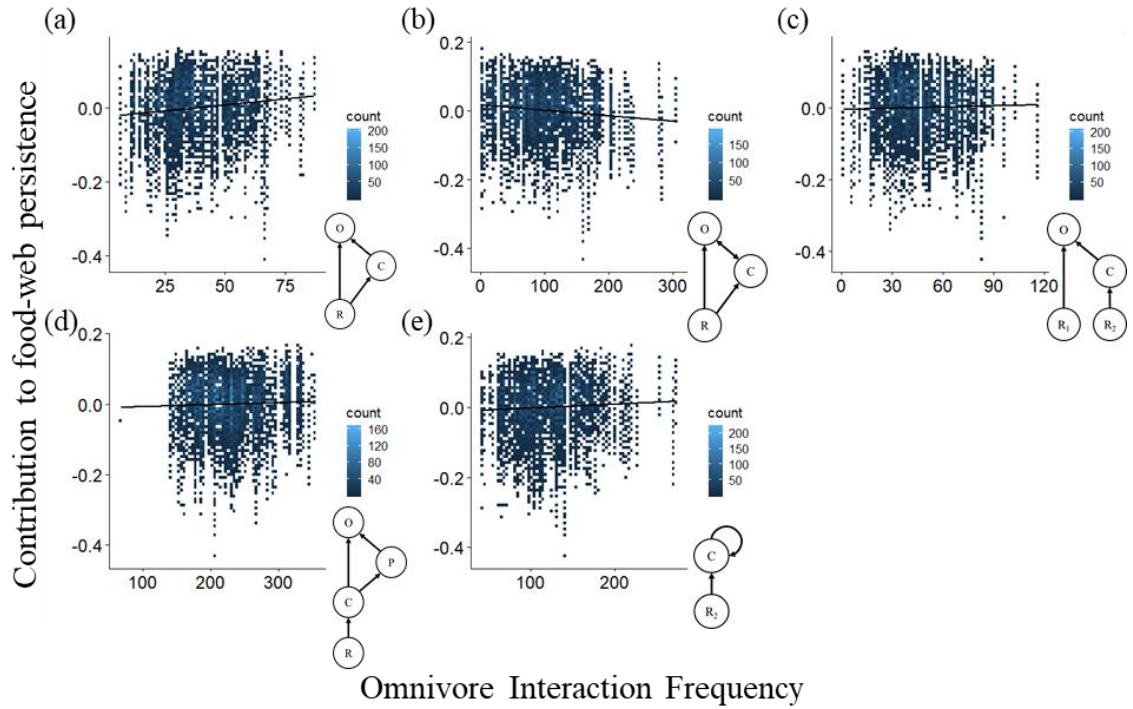 (a)
(b)
(c)
Contribution to food-web persistence
0.0
-0.2
-0.4
25
50
75
count
200
150
100
50
O
C
R
0.2
0.0
-0.2
-0.4
0
100
200
300
count
150
100
50
O
C
R
0.0
-0.2
-0.4
0
30
60
90
120
count
200
150
100
50
O
C
R1
R2
(d)
(e)
0.2
0.0
-0.2
-0.4
100
200
300
count
160
120
80
40
O
P
C
R
0.2
0.0
-0.2
-0.4
100
200
count
200
150
100
50
C
R2
Omnivore Interaction Frequency